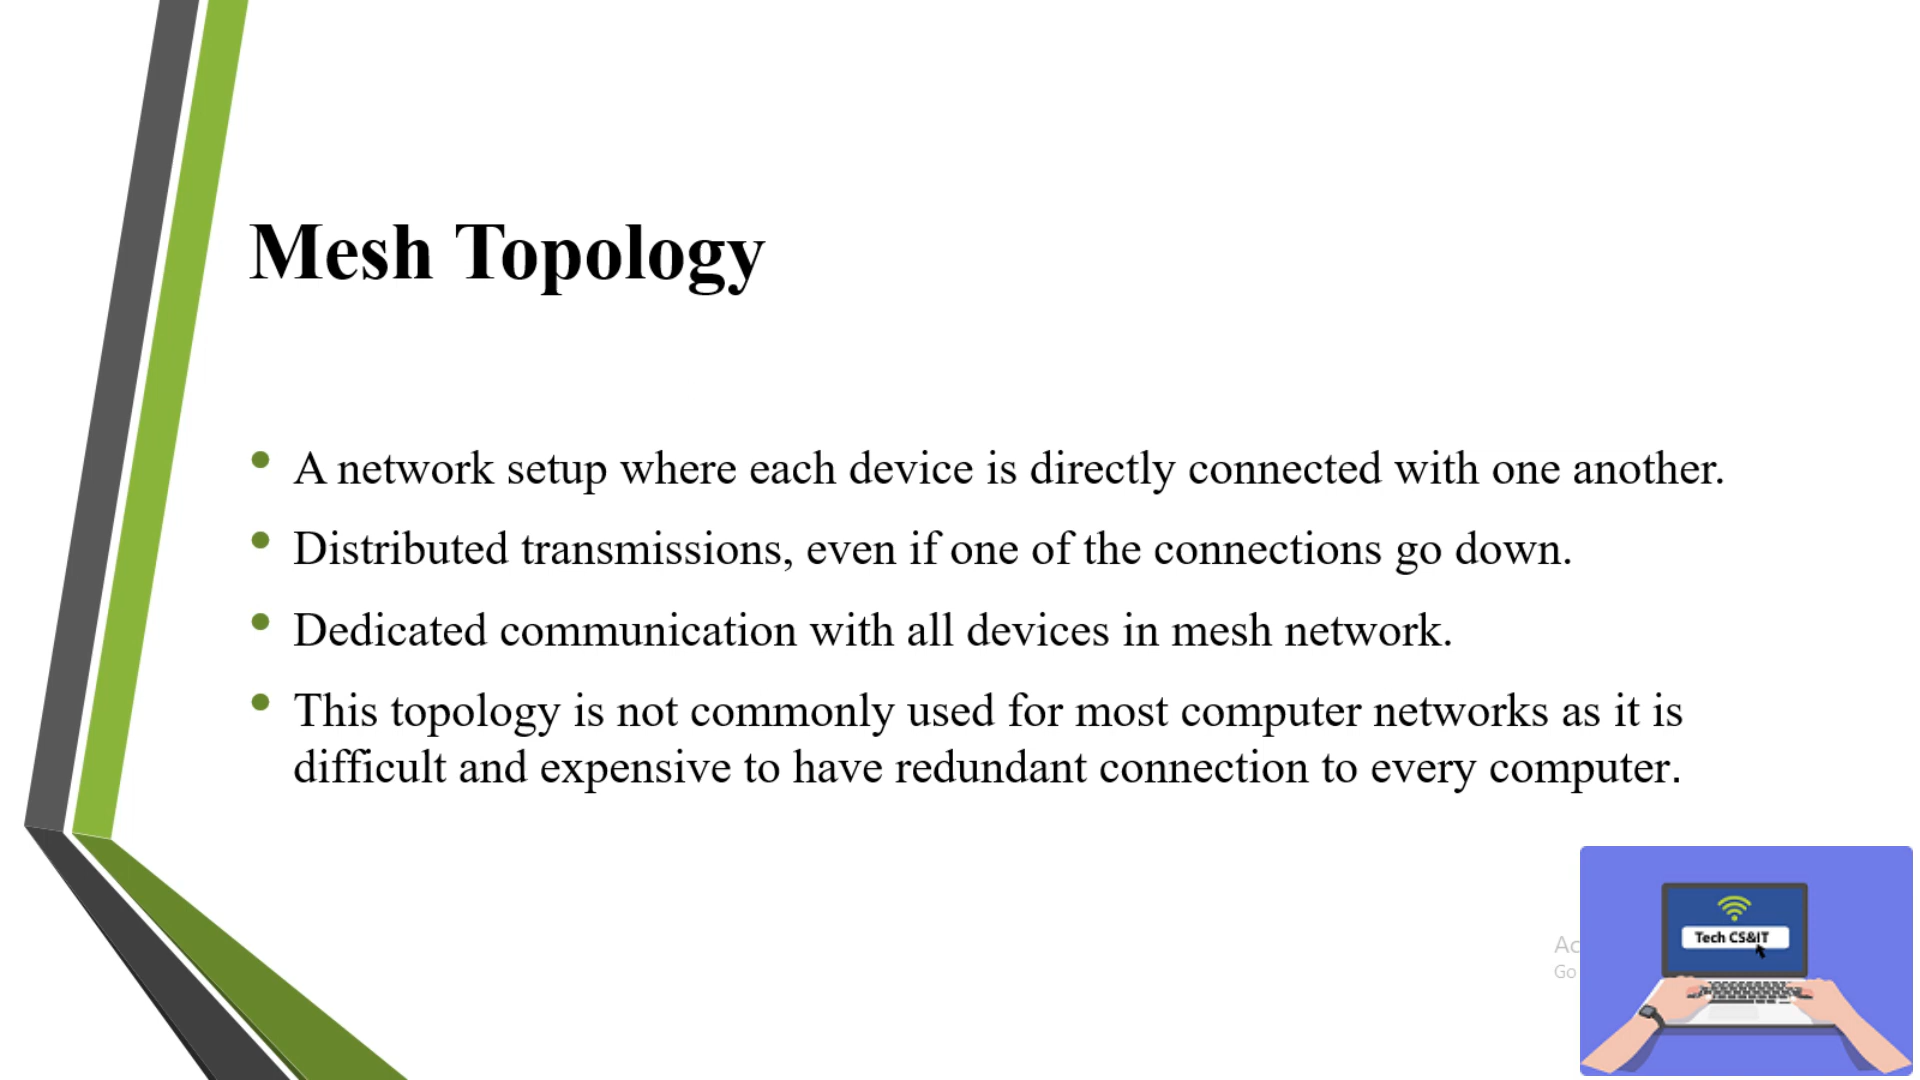 Mesh Topology
• A network setup where each device is directly connected with one another.
• Distributed transmissions, even if one of the connections go down.
• Dedicated communication with all devices in mesh network.
• This topology is not commonly used for most computer networks as it is
difficult and expensive to have redundant connection to every computer.
Go
Tech CS&IT